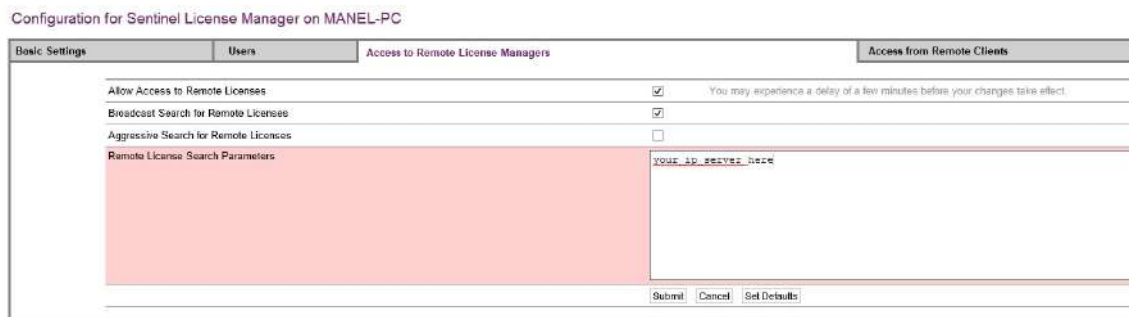 Configuration for Sentinel License Manager on MANEL-PC
Basic Settings Users Access to Remote License Managers Access from Remote Clients
Allow Access to Remote Licenses You may experience a delay of a few minutes before your changes take effect.
Broadcast Search for Remote Licenses
Aggressive Search for Remote Licenses
Remote License Search Parameters your ip server here
Submit Cancel Set Defaults